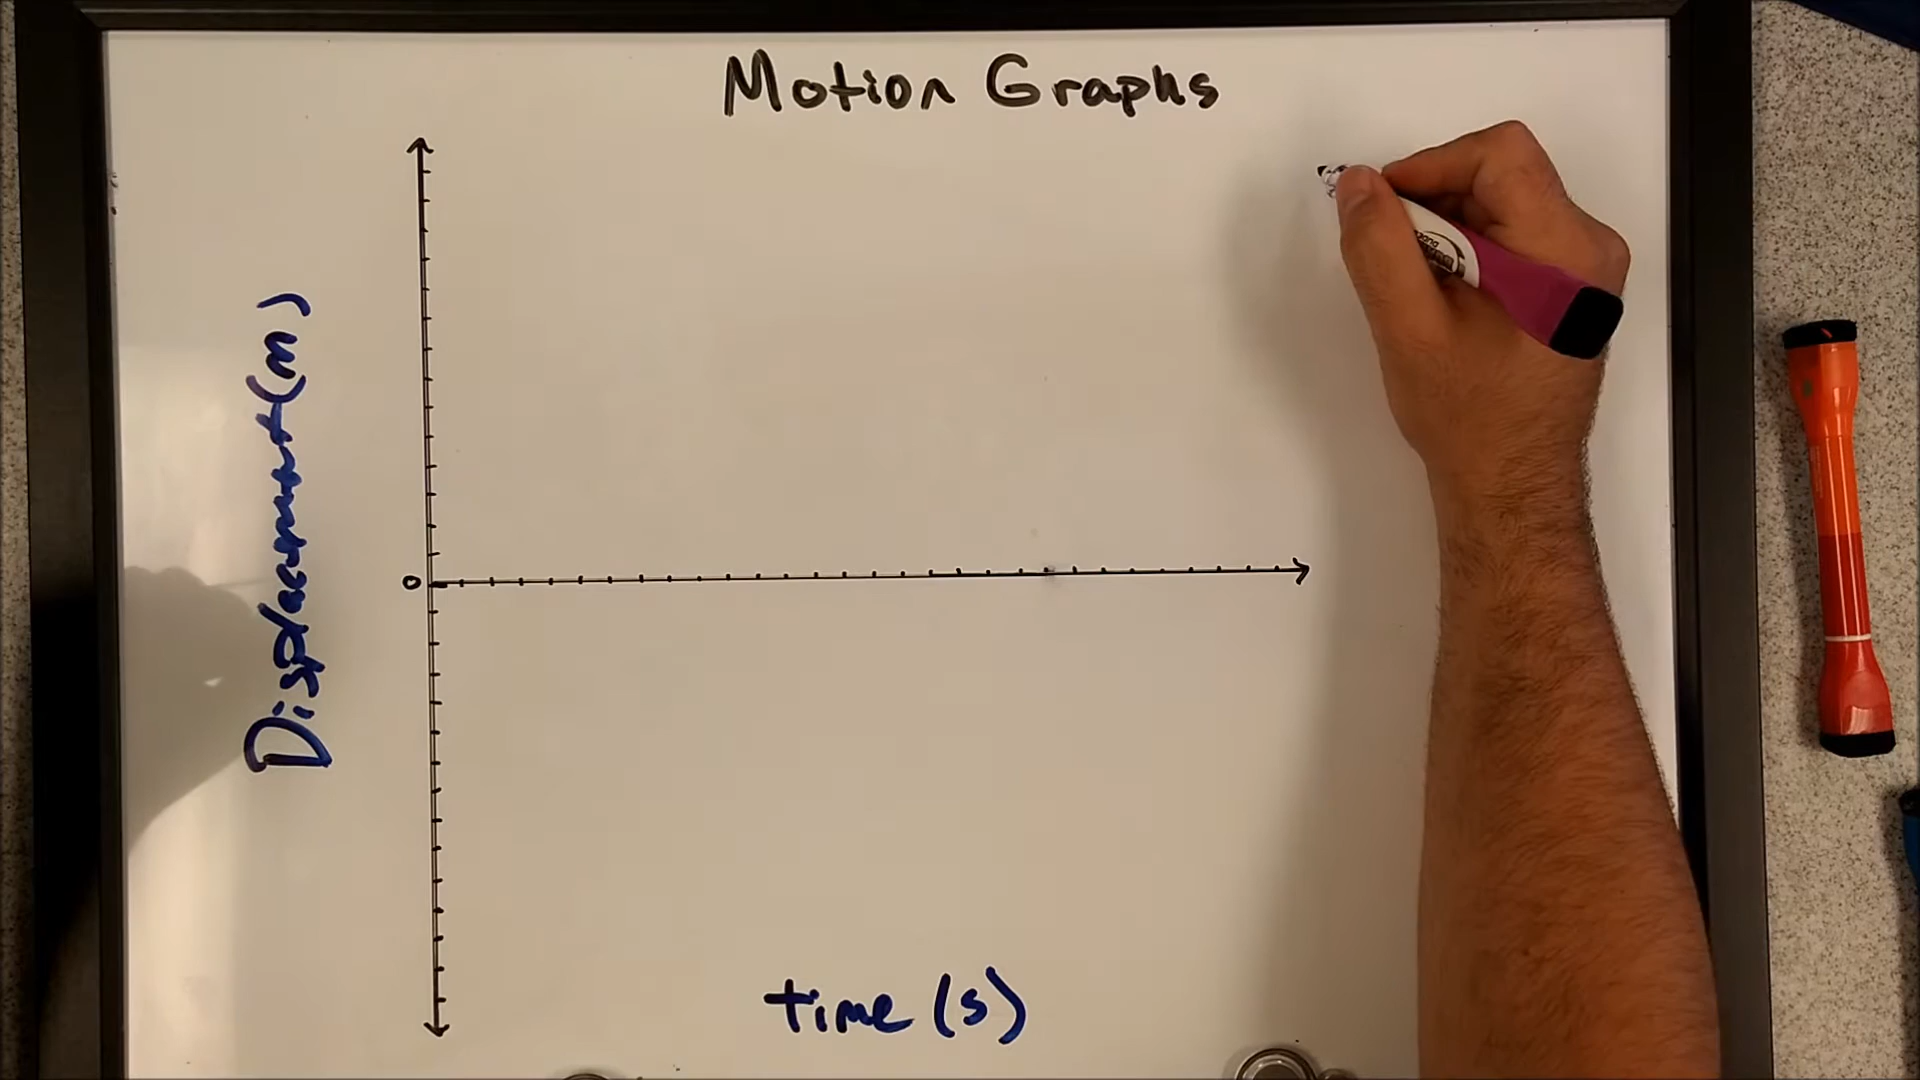 Motion Graphs
Displacement (m)
0
time (s)